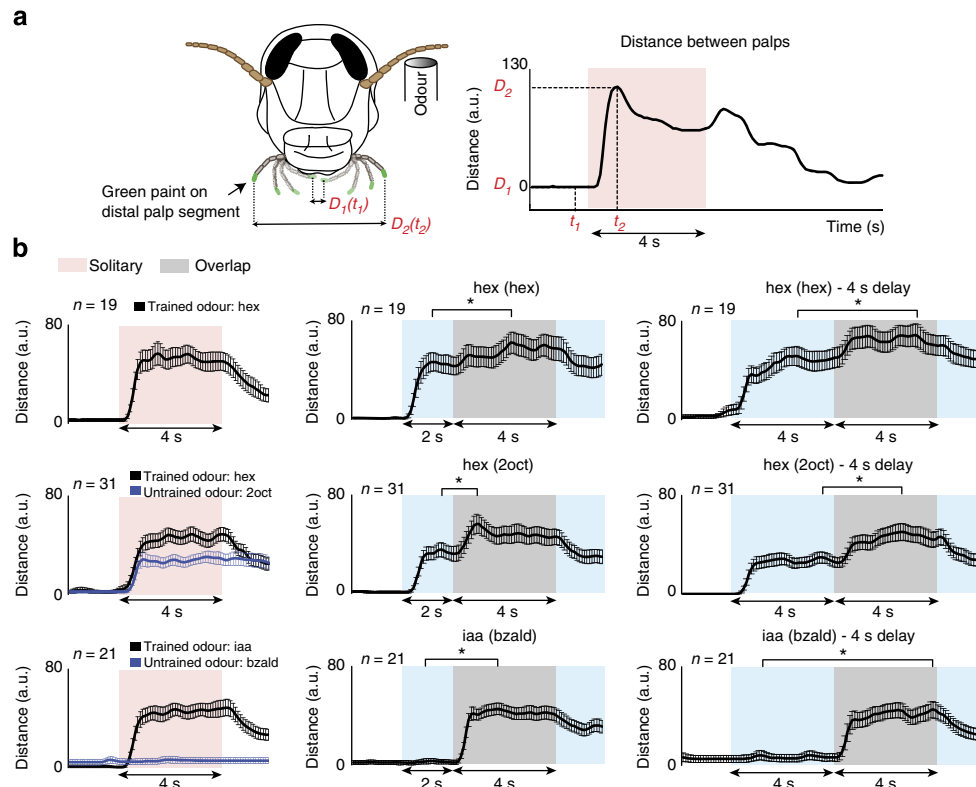 a
Odour
Green paint on
distal palp segment
D1(t1)
D2(t2)
Distance between palps
130
D2
Distance (a.u.)
D1
0
t1
t2
Time (s)
4 s
b
Solitary
Overlap
n = 19
Trained odour: hex
80
Distance (a.u.)
0
4 s
hex (hex)
n = 19
*
80
Distance (a.u.)
0
2 s
4 s
hex (hex) - 4 s delay
n = 19
*
80
Distance (a.u.)
0
4 s
4 s
Trained odour: hex
n = 31
Untrained odour: 2oct
80
Distance (a.u.)
0
4 s
hex (2oct)
n = 31
*
80
Distance (a.u.)
0
2 s
4 s
hex (2oct) - 4 s delay
n = 31
*
80
Distance (a.u.)
0
4 s
4 s
Trained odour: iaa
n = 21
Untrained odour: bzald
80
Distance (a.u.)
0
4 s
iaa (bzald)
n = 21
*
80
Distance (a.u.)
0
2 s
4 s
iaa (bzald) - 4 s delay
n = 21
*
80
Distance (a.u.)
0
4 s
4 s